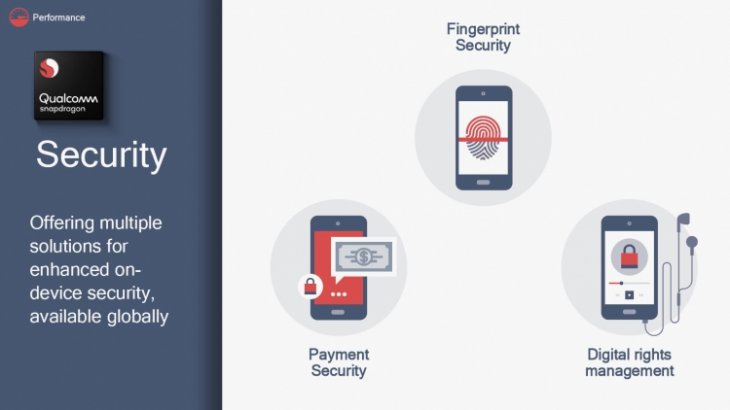 Performance
Qualcomm
snapdragon
Security
Offering multiple
solutions for
enhanced on-
device security,
available globally
Fingerprint
Security
Payment
Security
Digital rights
management